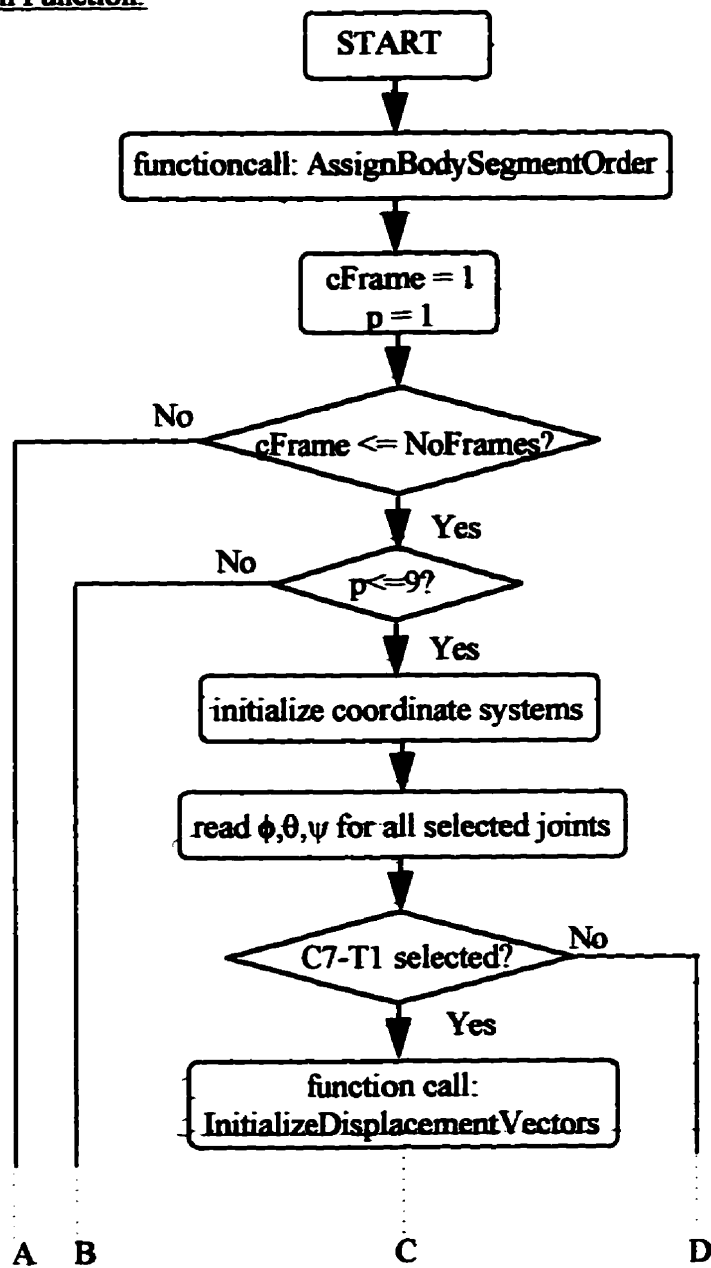 Function:
START
functioncall: AssignBodySegmentOrder
cFrame = 1
p = 1
No
cFrame <= NoFrames?
Yes
No
p<=9?
Yes
initialize coordinate systems
read ϕ,θ,ψ for all selected joints
C7-T1 selected?
No
Yes
function call:
InitializeDisplacementVectors
A B C D